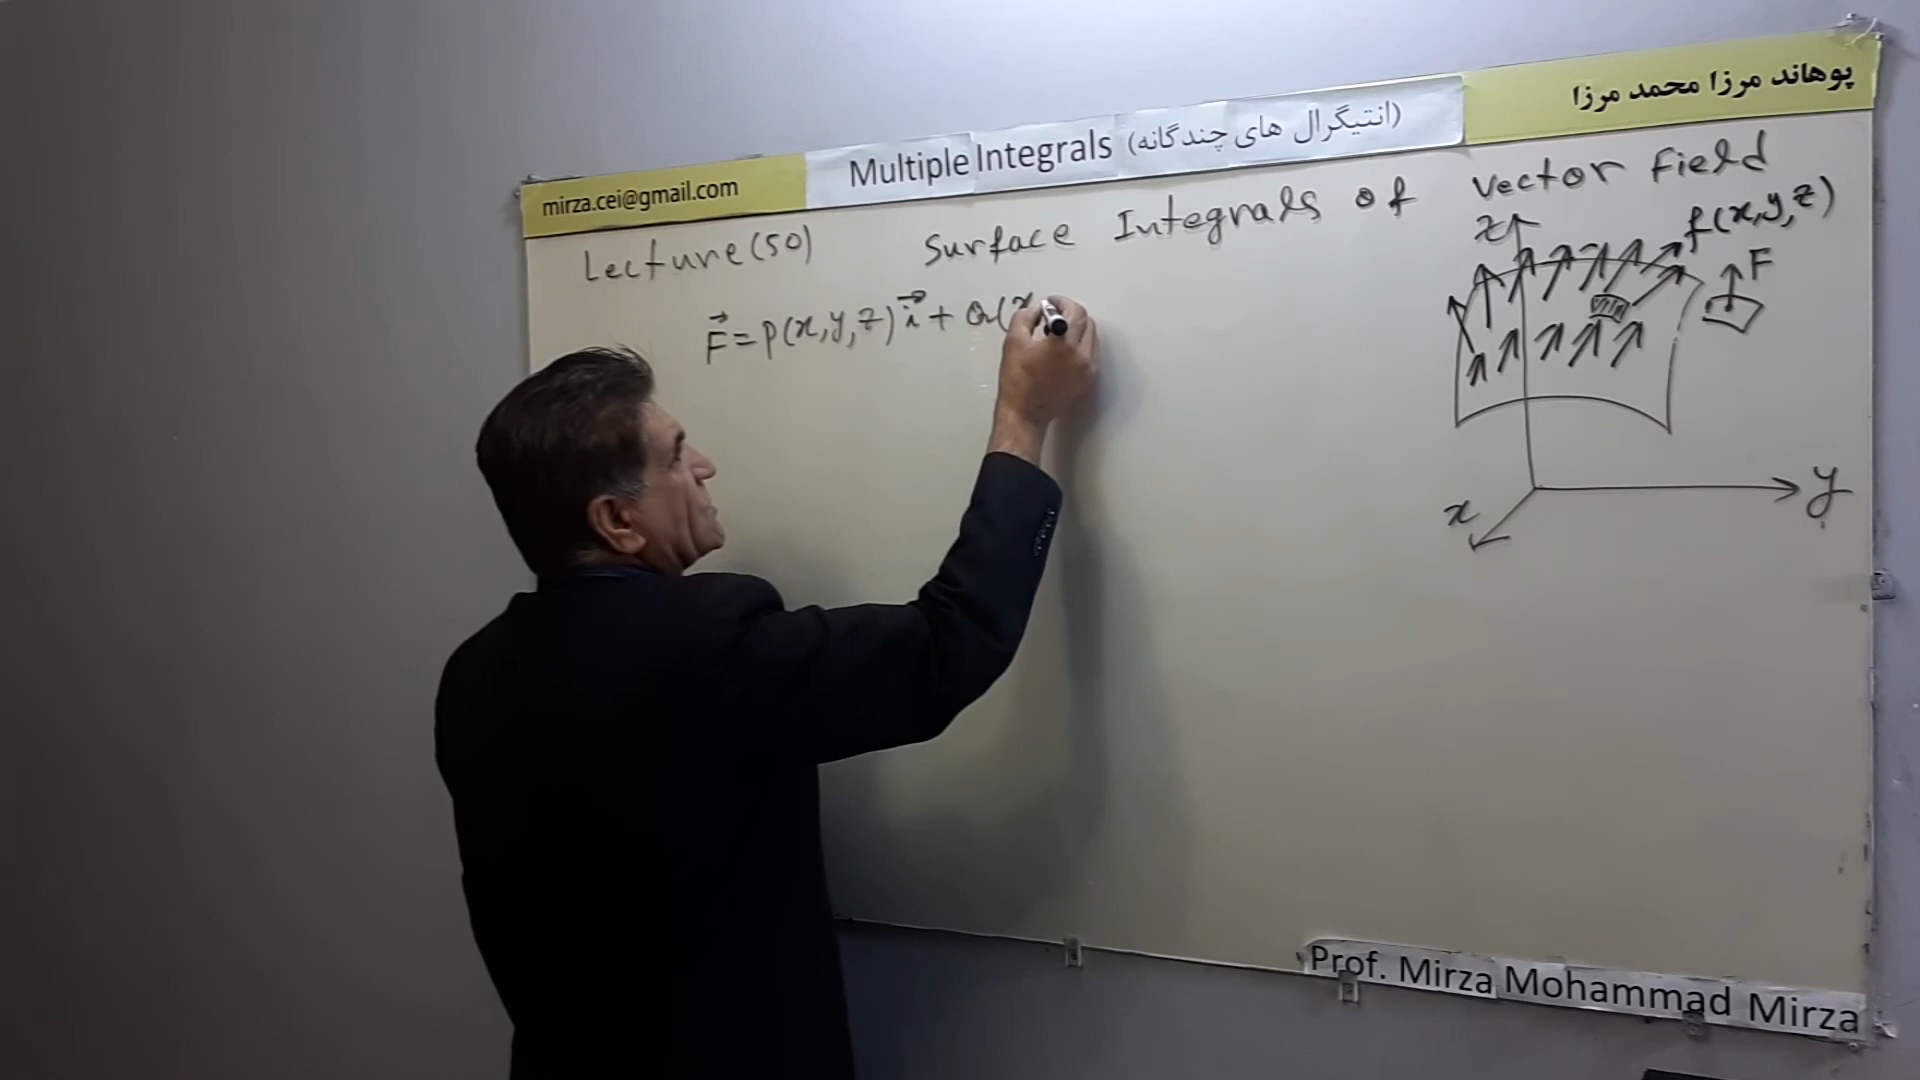 پوهاند مرزا محمد مرزا
Multiple Integrals (انتیگرال های چندگانه)
mirza.cei@gmail.com
Lecture(50) Surface Integrals of Vector Field
F⃗=P(x,y,z)i⃗+Q(x
z
f(x,y,z)
F
y
x
Prof. Mirza Mohammad Mirza